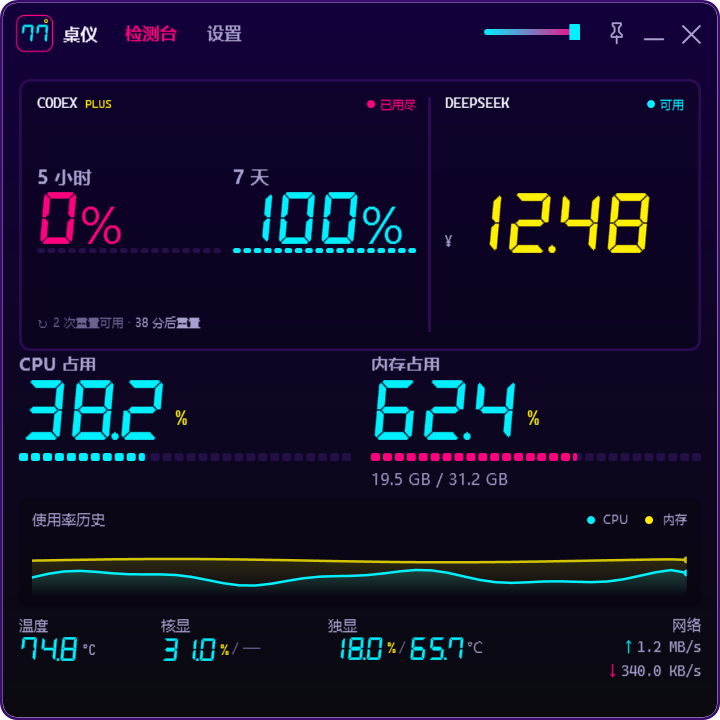 77 桌仪 检测台 设置
CODEX PLUS 已用尽
5 小时 7 天
0% 100%
↻ 2 次重置可用 · 38 分后重置
DEEPSEEK 可用
¥ 12.48
CPU 占用
38.2 %
内存占用
62.4 %
19.5 GB / 31.2 GB
使用率历史 CPU 内存
温度 核显 独显 网络
74.8 °C 31.0 % / — 18.0 % / 65.7 °C ↑ 1.2 MB/s
↓ 340.0 KB/s